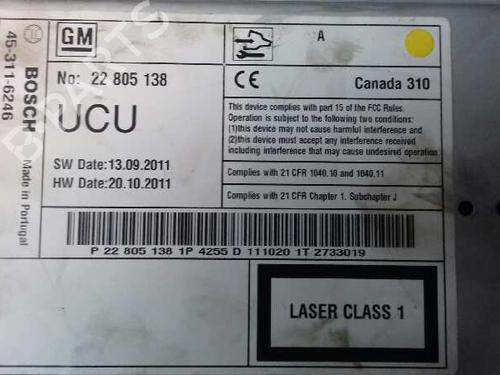 GM
No: 22 805 138
UCU
SW Date:13.09.2011
HW Date:20.10.2011
A
CE
Canada 310
This device complies with part 15 of the FCC Rules.
Operation is subject to the following two conditions:
(1)this device may not cause harmful interference and
(2)this device must accept any interference received
including interference that may cause undesired operation.
Complies with 21 CFR 1040.10 and 1040.11
Complies with 21 CFR Chapter 1. Subchapter J
P 22 805 138 1P 4255 D 111020 1T 2733019
LASER CLASS 1
BOSCH Made in Portugal
45-311-6246